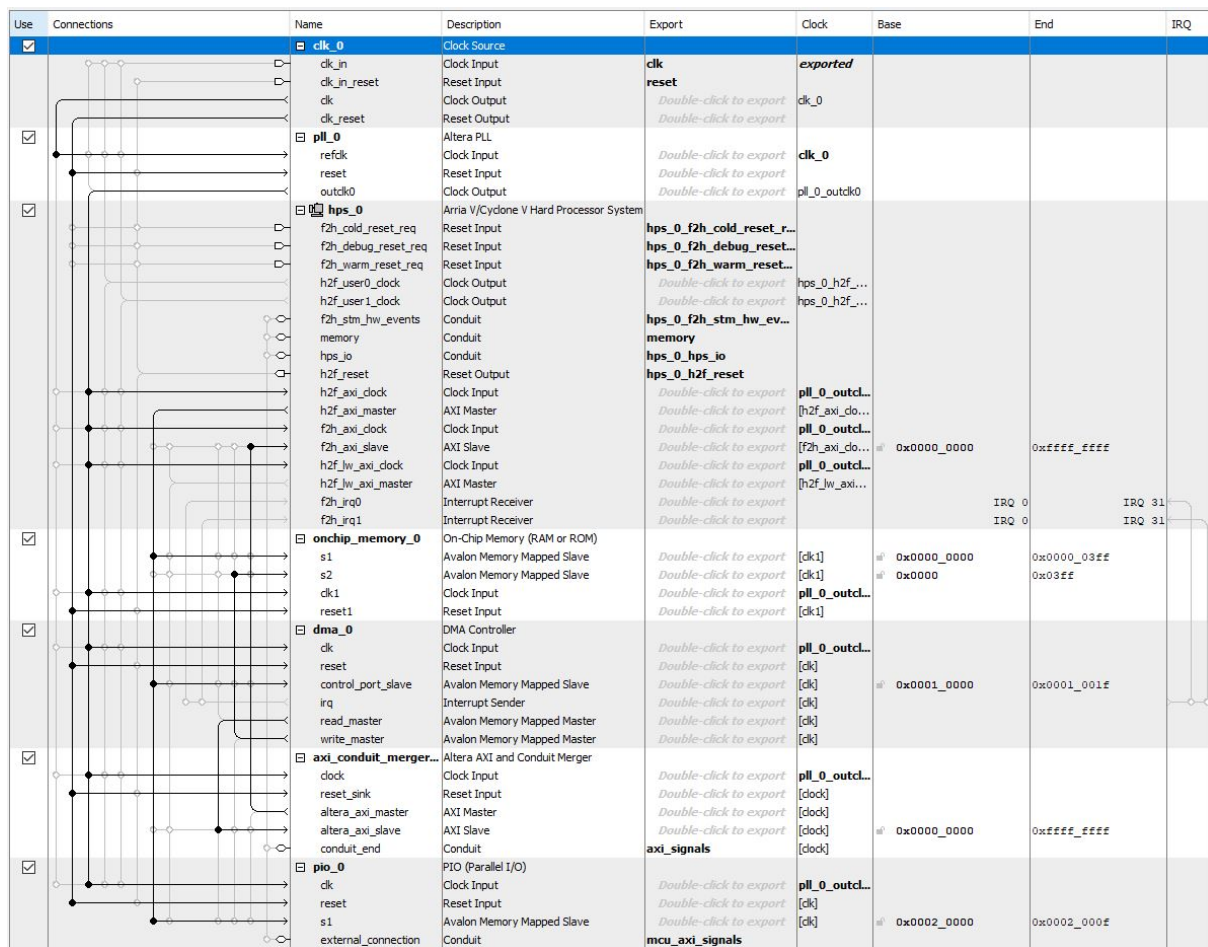 Use Connections Name Description Export Clock Base End IRQ
clk_0 Clock Source
clk_in Clock Input clk exported
clk_in_reset Reset Input reset
clk Clock Output Double-click to export clk_0
clk_reset Reset Output Double-click to export
pll_0 Altera PLL
refclk Clock Input Double-click to export clk_0
reset Reset Input Double-click to export
outclk0 Clock Output Double-click to export pll_0_outclk0
hps_0 Arria V/Cyclone V Hard Processor System
f2h_cold_reset_req Reset Input hps_0_f2h_cold_reset_r...
f2h_debug_reset_req Reset Input hps_0_f2h_debug_reset...
f2h_warm_reset_req Reset Input hps_0_f2h_warm_reset...
h2f_user0_clock Clock Output Double-click to export hps_0_h2f_...
h2f_user1_clock Clock Output Double-click to export hps_0_h2f_...
f2h_stm_hw_events Conduit hps_0_f2h_stm_hw_ev...
memory Conduit memory
hps_io Conduit hps_0_hps_io
h2f_reset Reset Output hps_0_h2f_reset
h2f_axi_clock Clock Input Double-click to export pll_0_outcl...
h2f_axi_master AXI Master Double-click to export [h2f_axi_clo...
f2h_axi_clock Clock Input Double-click to export pll_0_outcl...
f2h_axi_slave AXI Slave Double-click to export [f2h_axi_clo... 0x0000_0000 0xffff_ffff
h2f_lw_axi_clock Clock Input Double-click to export pll_0_outcl...
h2f_lw_axi_master AXI Master Double-click to export [h2f_lw_axi...
f2h_irq0 Interrupt Receiver Double-click to export IRQ 0 IRQ 31
f2h_irq1 Interrupt Receiver Double-click to export IRQ 0 IRQ 31
onchip_memory_0 On-Chip Memory (RAM or ROM)
s1 Avalon Memory Mapped Slave Double-click to export [clk1] 0x0000_0000 0x0000_03ff
s2 Avalon Memory Mapped Slave Double-click to export [clk1] 0x0000 0x03ff
clk1 Clock Input Double-click to export pll_0_outcl...
reset1 Reset Input Double-click to export [clk1]
dma_0 DMA Controller
clk Clock Input Double-click to export pll_0_outcl...
reset Reset Input Double-click to export [clk]
control_port_slave Avalon Memory Mapped Slave Double-click to export [clk] 0x0001_0000 0x0001_001f
irq Interrupt Sender Double-click to export [clk]
read_master Avalon Memory Mapped Master Double-click to export [clk]
write_master Avalon Memory Mapped Master Double-click to export [clk]
axi_conduit_merger... Altera AXI and Conduit Merger
clock Clock Input Double-click to export pll_0_outcl...
reset_sink Reset Input Double-click to export [clock]
altera_axi_master AXI Master Double-click to export [clock]
altera_axi_slave AXI Slave Double-click to export [clock] 0x0000_0000 0xffff_ffff
conduit_end Conduit axi_signals [clock]
pio_0 PIO (Parallel I/O)
clk Clock Input Double-click to export pll_0_outcl...
reset Reset Input Double-click to export [clk]
s1 Avalon Memory Mapped Slave Double-click to export [clk] 0x0002_0000 0x0002_000f
external_connection Conduit mcu_axi_signals